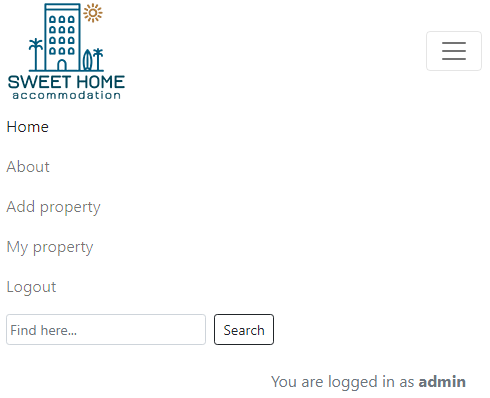 SWEET HOME
accommodation
Home
About
Add property
My property
Logout
Find here... Search
You are logged in as admin